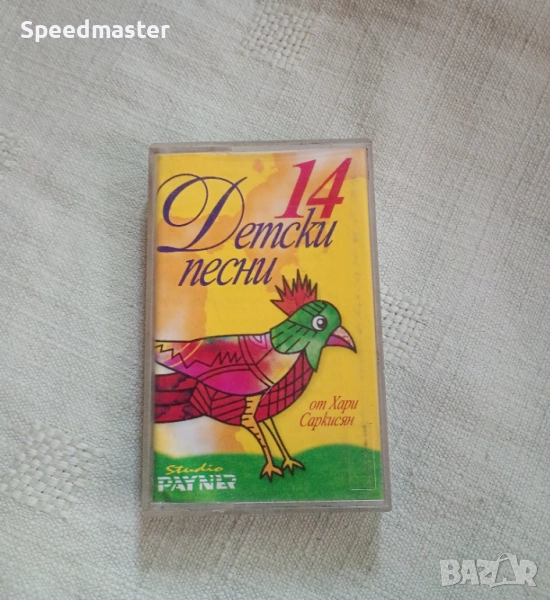 Speedmaster
14
Детски
песни
от Хари
Саркисян
Studio
PAYNER
BAZAR